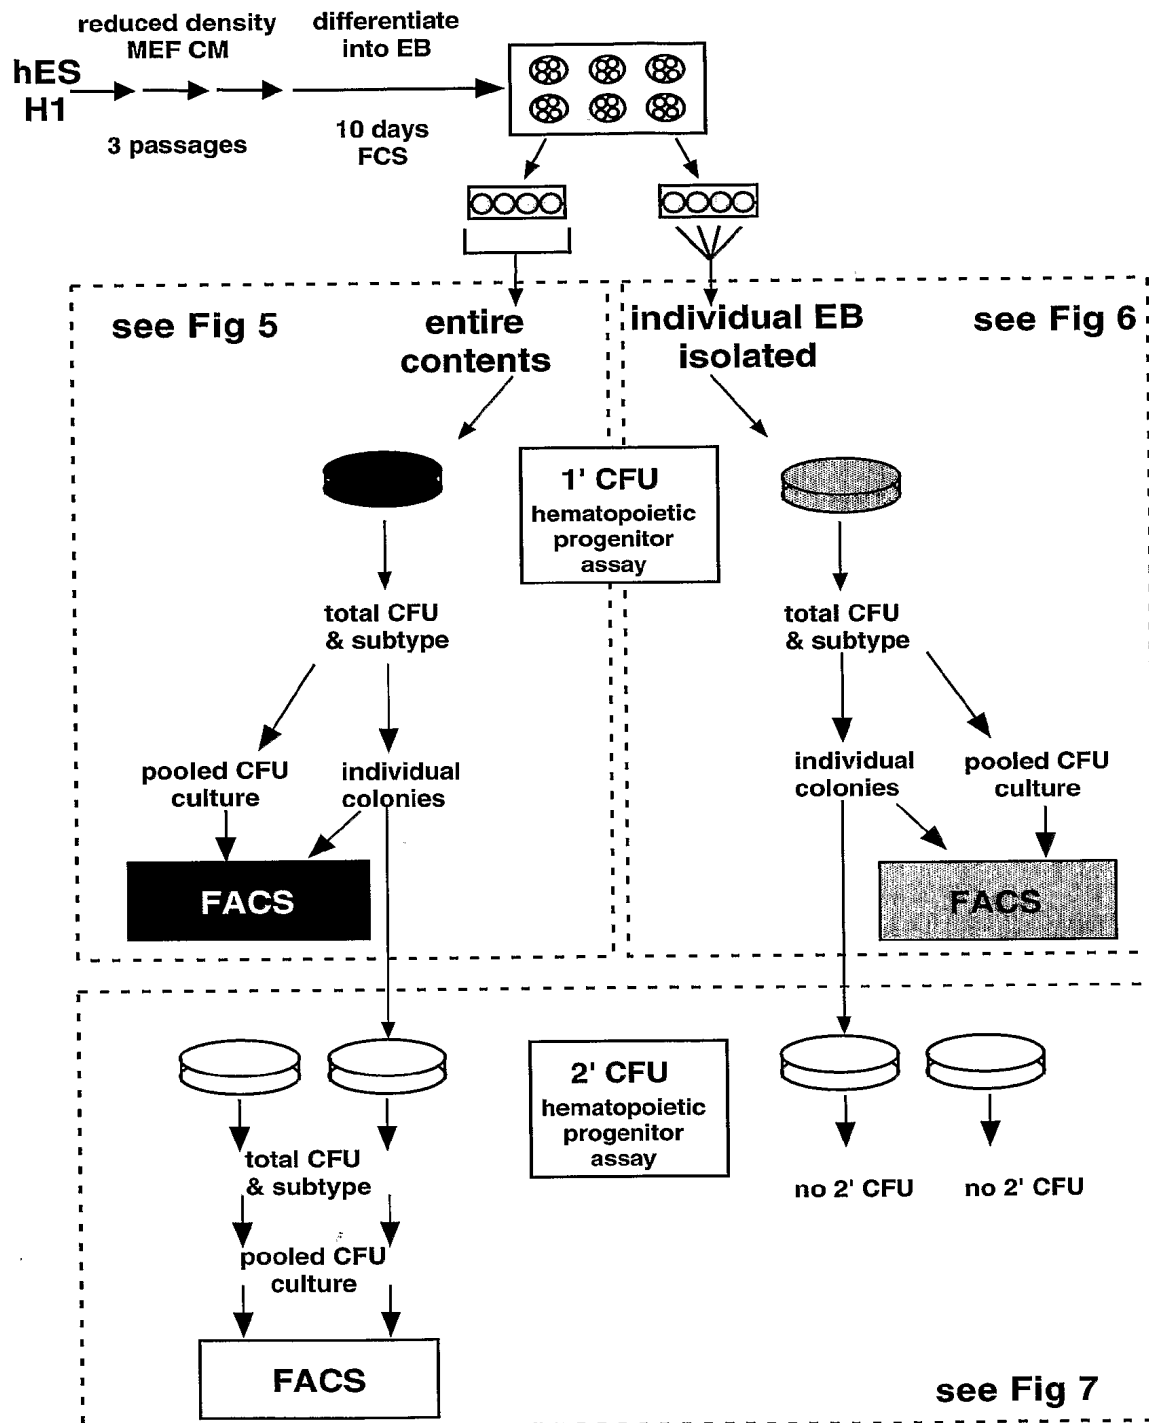 reduced density
MEF CM
differentiate
into EB
hES
H1
3 passages
10 days
FCS
see Fig 5
entire
contents
individual EB
isolated
see Fig 6
1' CFU
hematopoietic
progenitor
assay
total CFU
& subtype
total CFU
& subtype
pooled CFU
culture
individual
colonies
individual
colonies
pooled CFU
culture
FACS
FACS
2' CFU
hematopoietic
progenitor
assay
total CFU
& subtype
no 2' CFU
no 2' CFU
pooled CFU
culture
FACS
see Fig 7